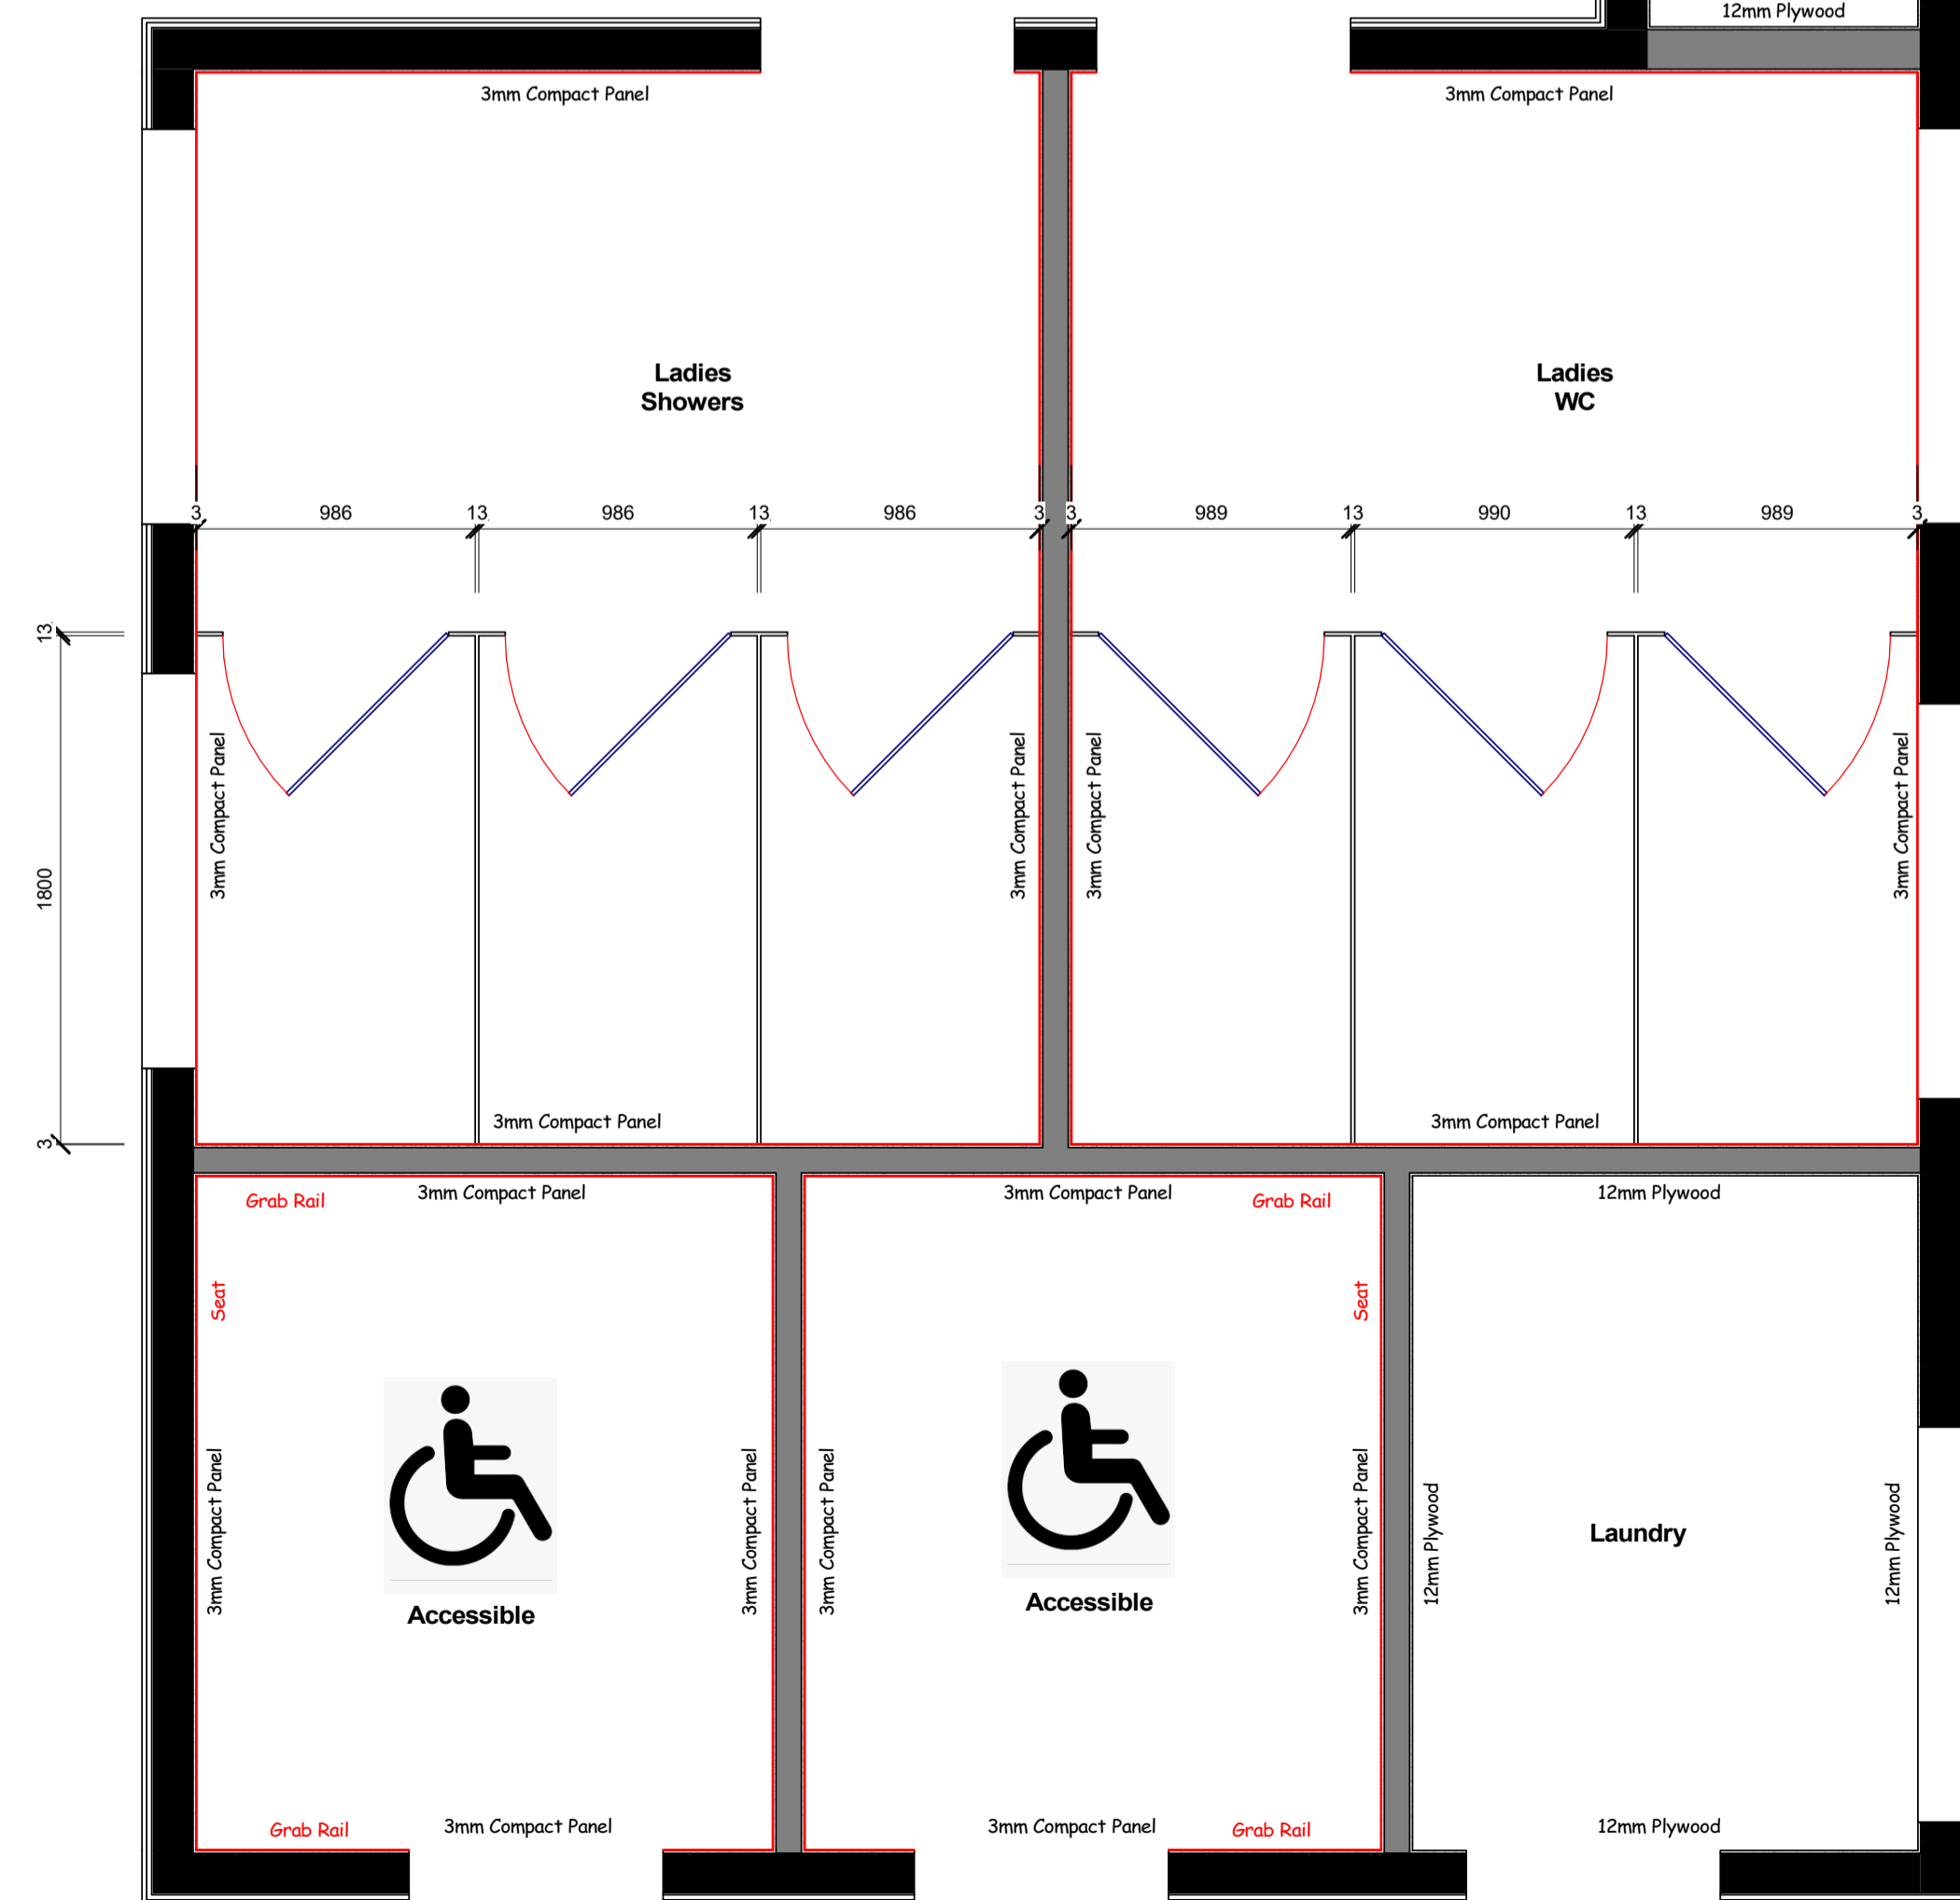 12mm Plywood
3mm Compact Panel
3mm Compact Panel
Ladies
Showers
Ladies
WC
3
986
13
986
13
986
3
3
989
13
990
13
989
3
13
3mm Compact Panel
3mm Compact Panel
3mm Compact Panel
3mm Compact Panel
1800
3mm Compact Panel
3mm Compact Panel
3
Grab Rail
3mm Compact Panel
3mm Compact Panel
Grab Rail
12mm Plywood
Seat
Seat
3mm Compact Panel
3mm Compact Panel
3mm Compact Panel
3mm Compact Panel
12mm Plywood
Laundry
12mm Plywood
Accessible
Accessible
Grab Rail
3mm Compact Panel
3mm Compact Panel
Grab Rail
12mm Plywood